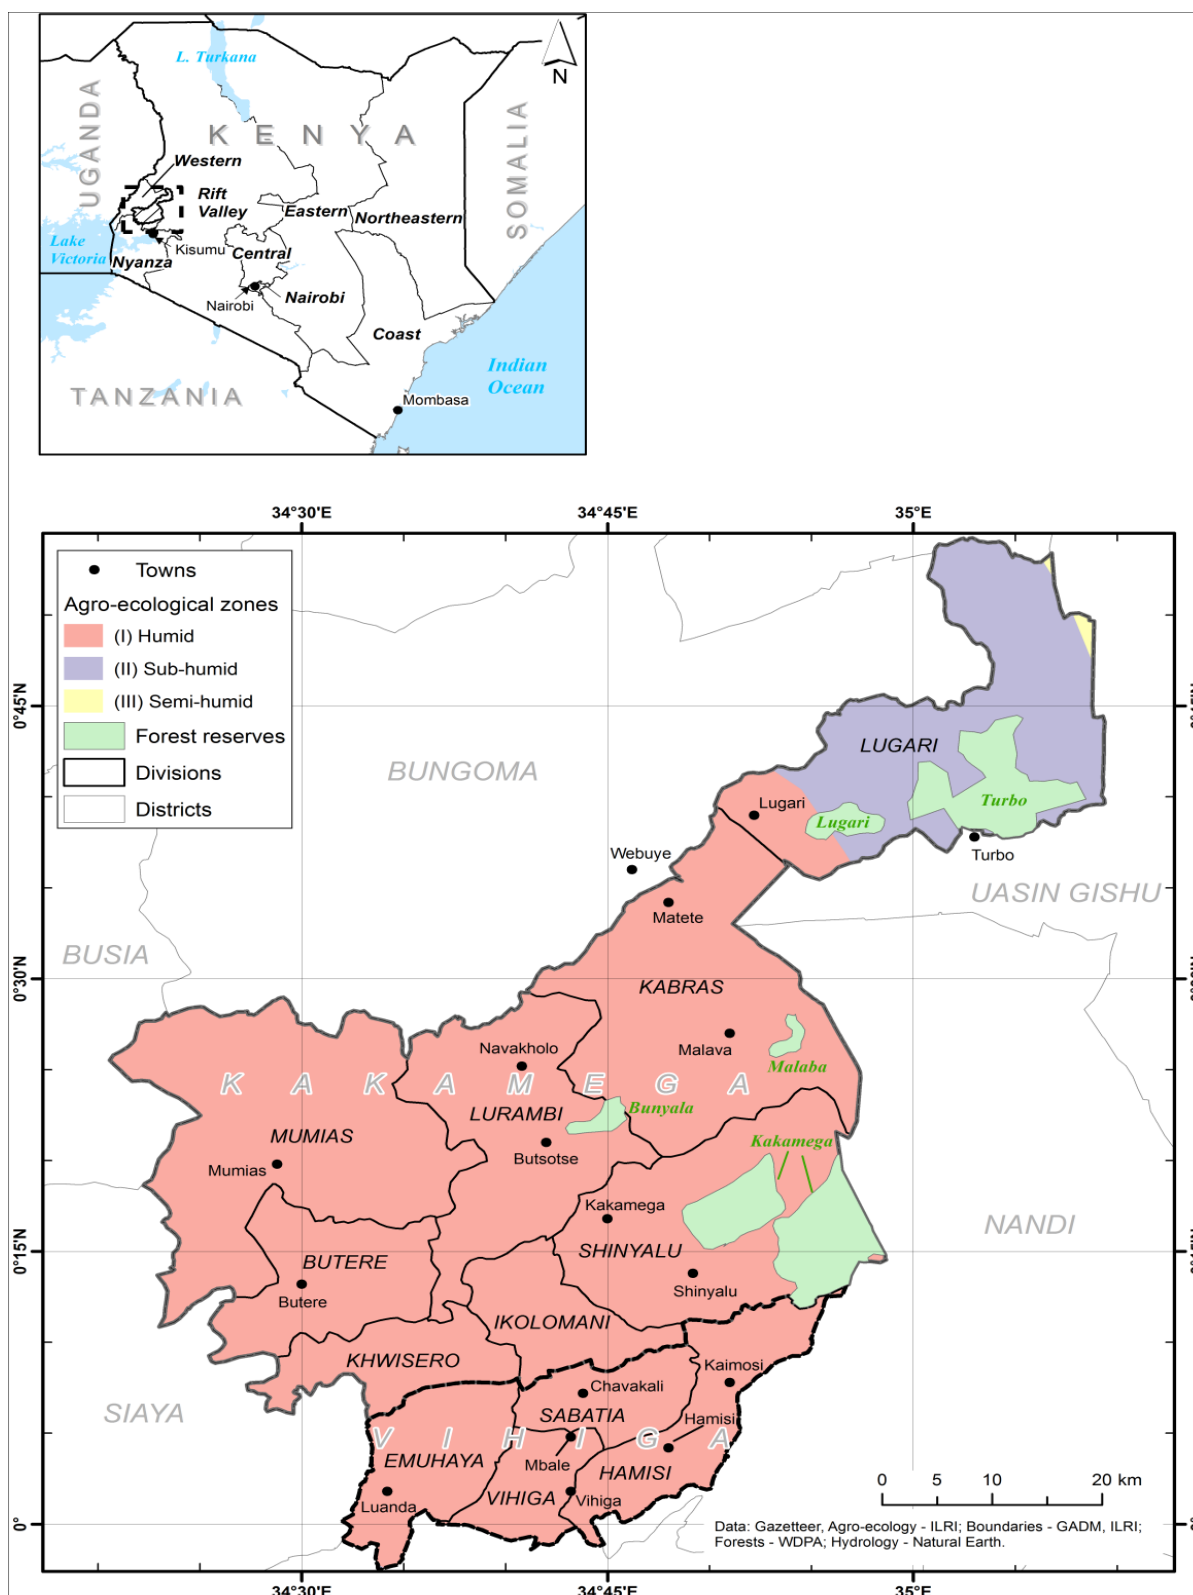 L. Turkana
N
UGANDA
KENYA
SOMALIA
Western
Rift
Valley
Eastern
Northeastern
Lake
Victoria
Kisumu
Nyanza
Central
Nairobi
Nairobi
Coast
Indian
Ocean
TANZANIA
Mombasa
34°30'E
34°45'E
35°E
Towns
Agro-ecological zones
(I) Humid
(II) Sub-humid
(III) Semi-humid
Forest reserves
Divisions
Districts
0°45'N
LUGARI
BUNGOMA
Turbo
Lugari
Lugari
Turbo
Webuye
UASIN GISHU
Matete
BUSIA
0°30'N
KABRAS
Malava
Navakholo
Malaba
KAKAMEGA
Bunyala
LURAMBI
MUMIAS
Kakamega
Butsotse
Mumias
Kakamega
NANDI
0°15'N
SHINYALU
BUTERE
Shinyalu
Butere
IKOLOMANI
KHWISERO
Kaimosi
Chavakali
SIAYA
SABATIA
Hamisi
VIHIGA
EMUHAYA
Mbale
HAMISI
Luanda
VIHIGA
Vihiga
0 5 10 20 km
0°
Data: Gazetteer, Agro-ecology - ILRI; Boundaries - GADM, ILRI;
Forests - WDPA; Hydrology - Natural Earth.
34°30'E
34°45'E
35°E